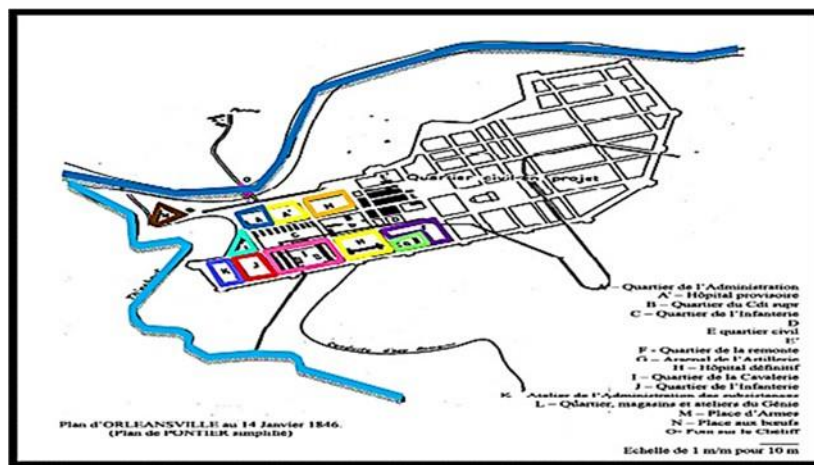 Quartier civil en projet
A
A'
M
C
H
K
J
Conduite d'eau
– Quartier de l'Administration
A' – Hôpital provisoire
B – Quartier du Cdt supr
C – Quartier de l'Infanterie
D
E quartier civil
E'
F - Quartier de la remonte
G – Arsenal de l'Artillerie
H – Hôpital définitif
I – Quartier de la Cavalerie
J – Quartier de l'Infanterie
K – Atelier de l'Administration des subsistances
L – Quartier, magasins et ateliers du Génie
M – Place d'Armes
N – Place aux bœufs
O- Pont sur le Chéliff
Plan d'ORLEANSVILLE au 14 Janvier 1846.
(Plan de PONTIER simplifié)
Echelle de 1 m/m pour 10 m